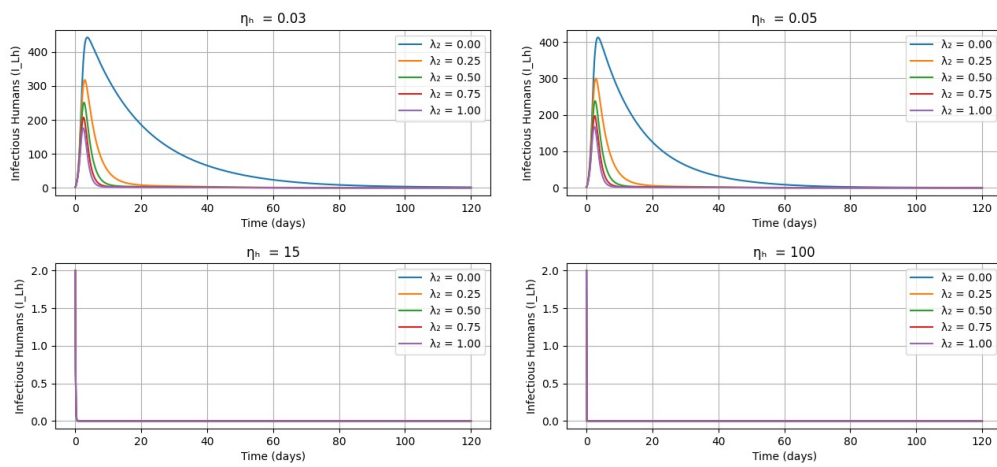 ηₕ = 0.03
Infectious Humans (I_Lh)
400
300
200
100
0
λ₂ = 0.00
λ₂ = 0.25
λ₂ = 0.50
λ₂ = 0.75
λ₂ = 1.00
0 20 40 60 80 100 120
Time (days)
ηₕ = 0.05
Infectious Humans (I_Lh)
400
300
200
100
0
λ₂ = 0.00
λ₂ = 0.25
λ₂ = 0.50
λ₂ = 0.75
λ₂ = 1.00
0 20 40 60 80 100 120
Time (days)
ηₕ = 15
Infectious Humans (I_Lh)
2.0
1.5
1.0
0.5
0.0
λ₂ = 0.00
λ₂ = 0.25
λ₂ = 0.50
λ₂ = 0.75
λ₂ = 1.00
0 20 40 60 80 100 120
Time (days)
ηₕ = 100
Infectious Humans (I_Lh)
2.0
1.5
1.0
0.5
0.0
λ₂ = 0.00
λ₂ = 0.25
λ₂ = 0.50
λ₂ = 0.75
λ₂ = 1.00
0 20 40 60 80 100 120
Time (days)